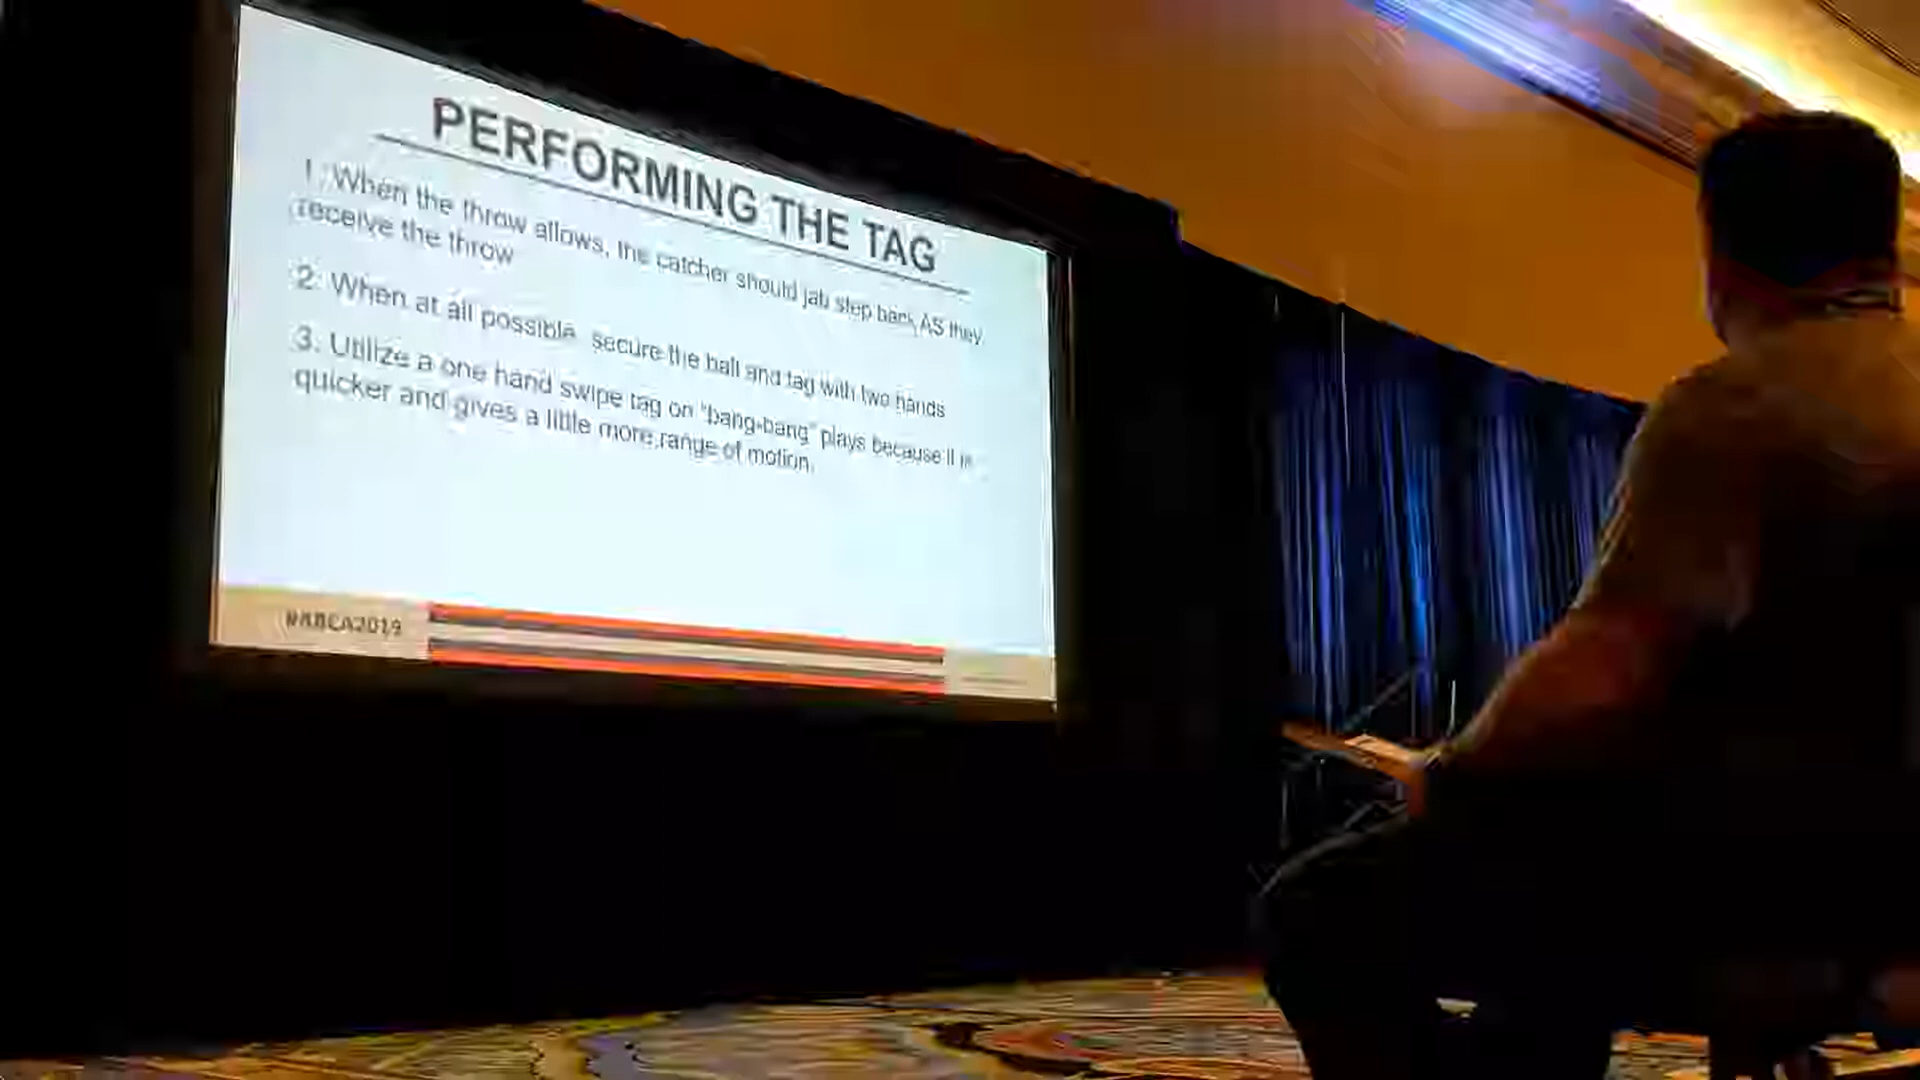 PERFORMING THE TAG
1. When the throw allows, the catcher should jab step back AS they
receive the throw
2. When at all possible secure the ball and tag with two hands
3. Utilize a one hand swipe tag on "bang-bang" plays because it is
quicker and gives a little more range of motion.
#ABCA2019